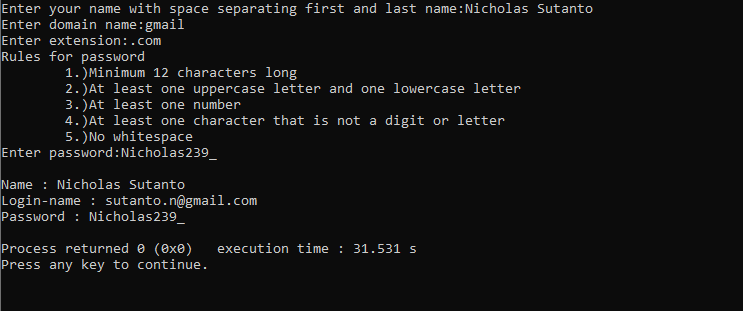 Enter your name with space separating first and last name:Nicholas Sutanto
Enter domain name:gmail
Enter extension:.com
Rules for password
1.)Minimum 12 characters long
2.)At least one uppercase letter and one lowercase letter
3.)At least one number
4.)At least one character that is not a digit or letter
5.)No whitespace
Enter password:Nicholas239_
Name : Nicholas Sutanto
Login-name : sutanto.n@gmail.com
Password : Nicholas239_
Process returned 0 (0x0)   execution time : 31.531 s
Press any key to continue.